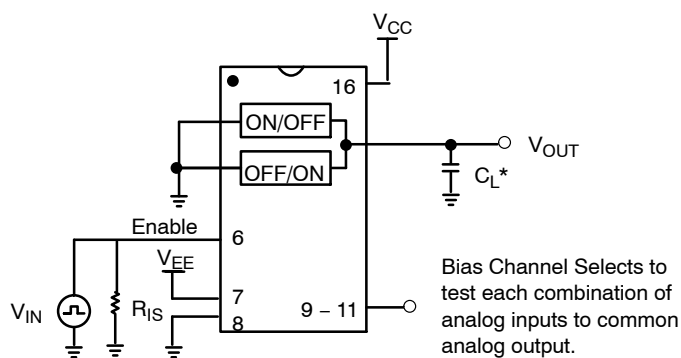 V_CC
16
ON/OFF
V_OUT
OFF/ON
C_L*
Enable
6
V_EE
Bias Channel Selects to
V_IN
R_IS
7
9 – 11
test each combination of
8
analog inputs to common
analog output.